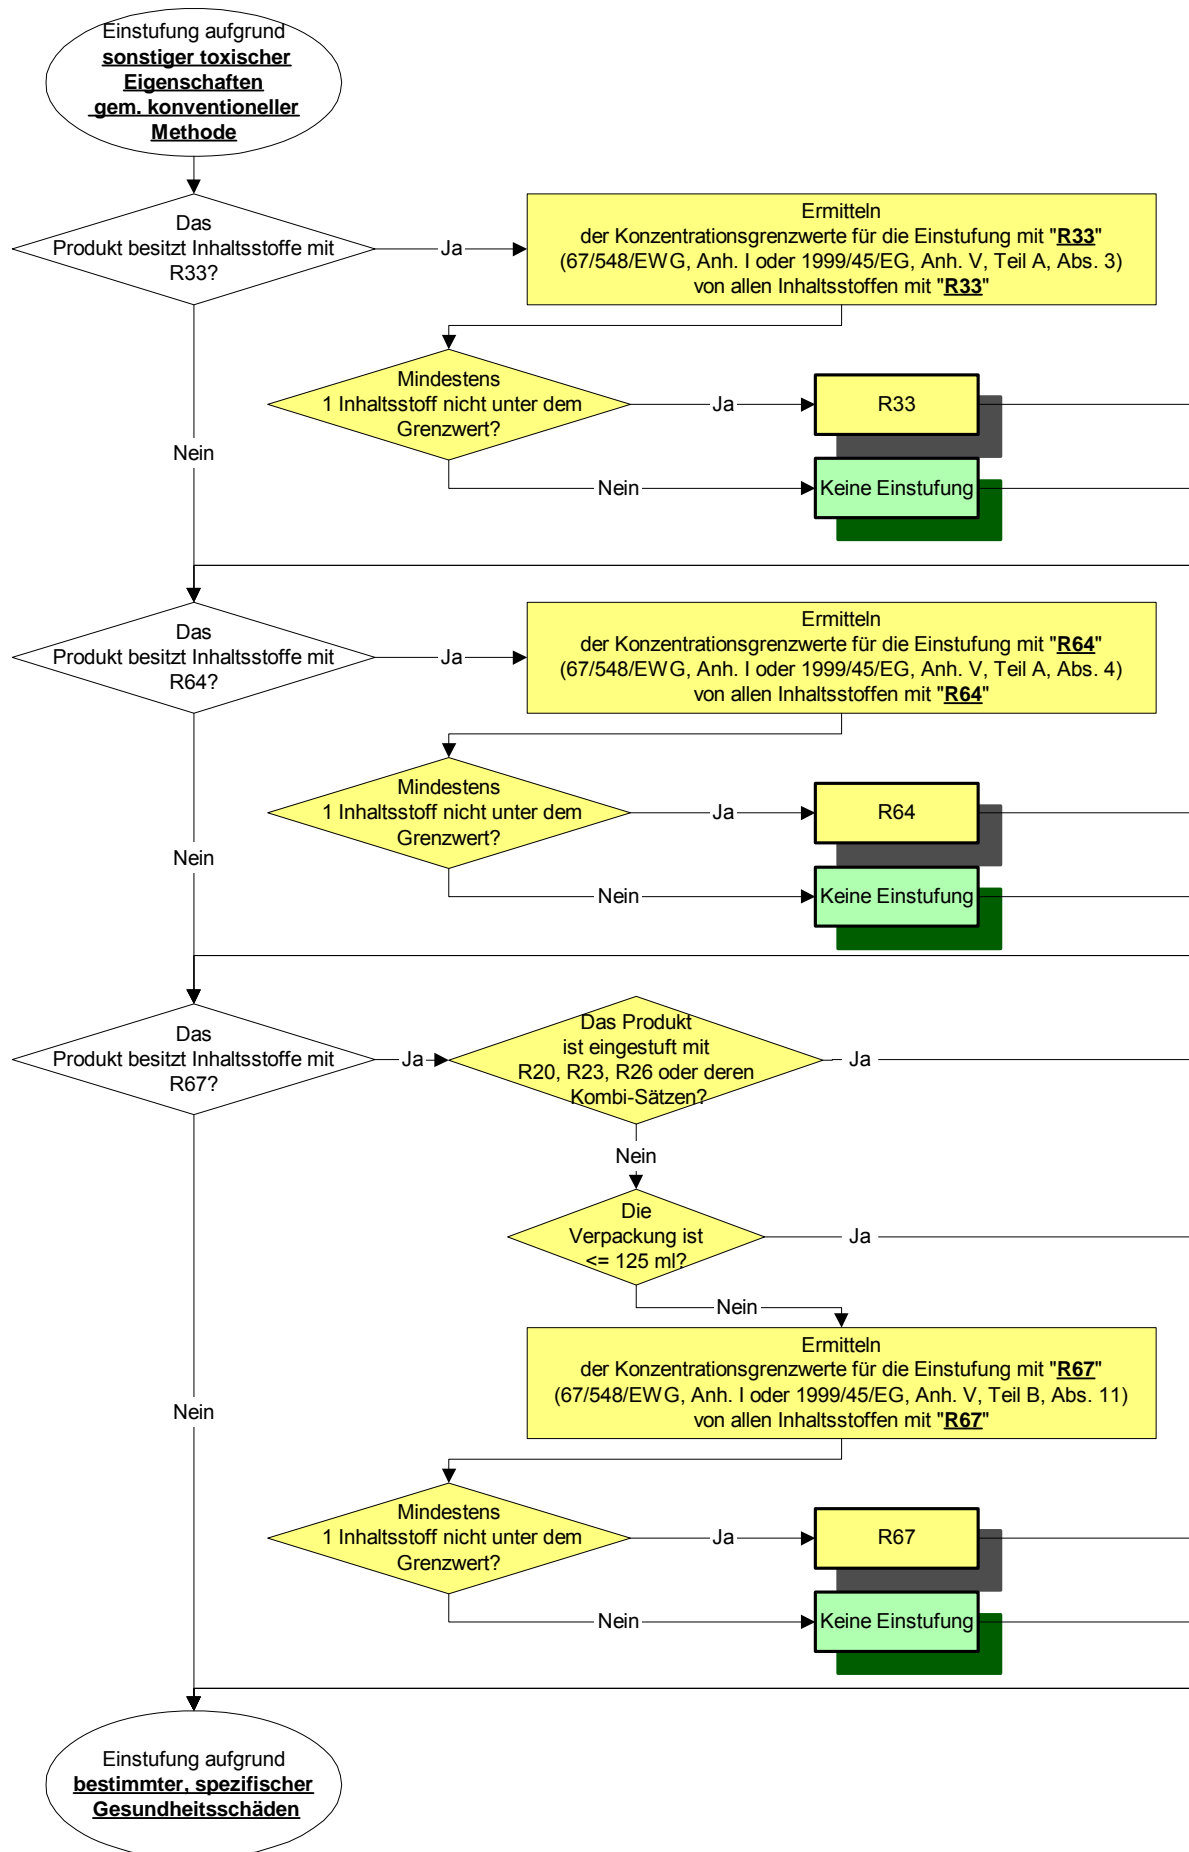 Einstufung aufgrund
sonstiger toxischer
Eigenschaften
gem. konventioneller
Methode
Das
Produkt besitzt Inhaltsstoffe mit
R33?
Ja
Ermitteln
der Konzentrationsgrenzwerte für die Einstufung mit "R33"
(67/548/EWG, Anh. I oder 1999/45/EG, Anh. V, Teil A, Abs. 3)
von allen Inhaltsstoffen mit "R33"
Mindestens
1 Inhaltsstoff nicht unter dem
Grenzwert?
Ja
R33
Nein
Nein
Keine Einstufung
Das
Produkt besitzt Inhaltsstoffe mit
R64?
Ja
Ermitteln
der Konzentrationsgrenzwerte für die Einstufung mit "R64"
(67/548/EWG, Anh. I oder 1999/45/EG, Anh. V, Teil A, Abs. 4)
von allen Inhaltsstoffen mit "R64"
Mindestens
1 Inhaltsstoff nicht unter dem
Grenzwert?
Ja
R64
Nein
Nein
Keine Einstufung
Das
Produkt besitzt Inhaltsstoffe mit
R67?
Ja
Das Produkt
ist eingestuft mit
R20, R23, R26 oder deren
Kombi-Sätzen?
Ja
Nein
Die
Verpackung ist
<= 125 ml?
Ja
Nein
Ermitteln
der Konzentrationsgrenzwerte für die Einstufung mit "R67"
(67/548/EWG, Anh. I oder 1999/45/EG, Anh. V, Teil B, Abs. 11)
von allen Inhaltsstoffen mit "R67"
Nein
Mindestens
1 Inhaltsstoff nicht unter dem
Grenzwert?
Ja
R67
Nein
Keine Einstufung
Einstufung aufgrund
bestimmter, spezifischer
Gesundheitsschäden